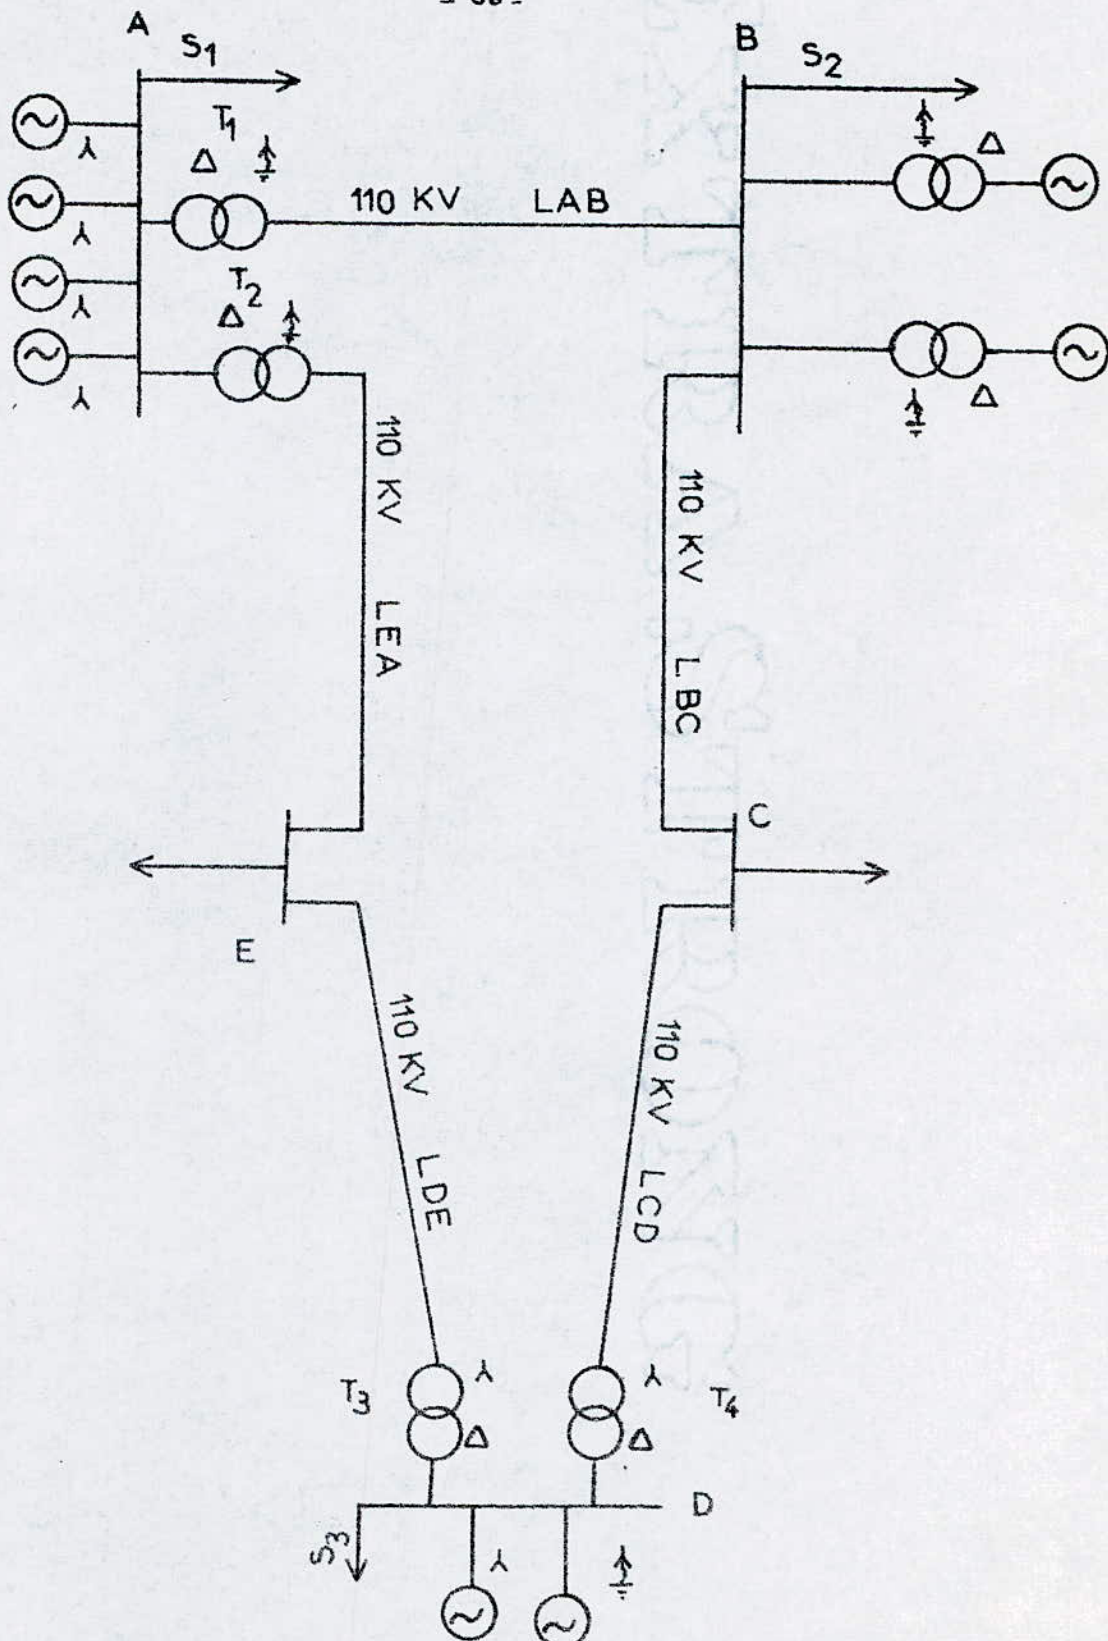 A
S1
B
S2
T1
Δ
Δ
110 KV LAB
T2
Δ
Δ
110 KV LEA
110 KV LBC
C
E
110 KV LDE
110 KV LCD
T3
Δ
Δ
T4
D
S3